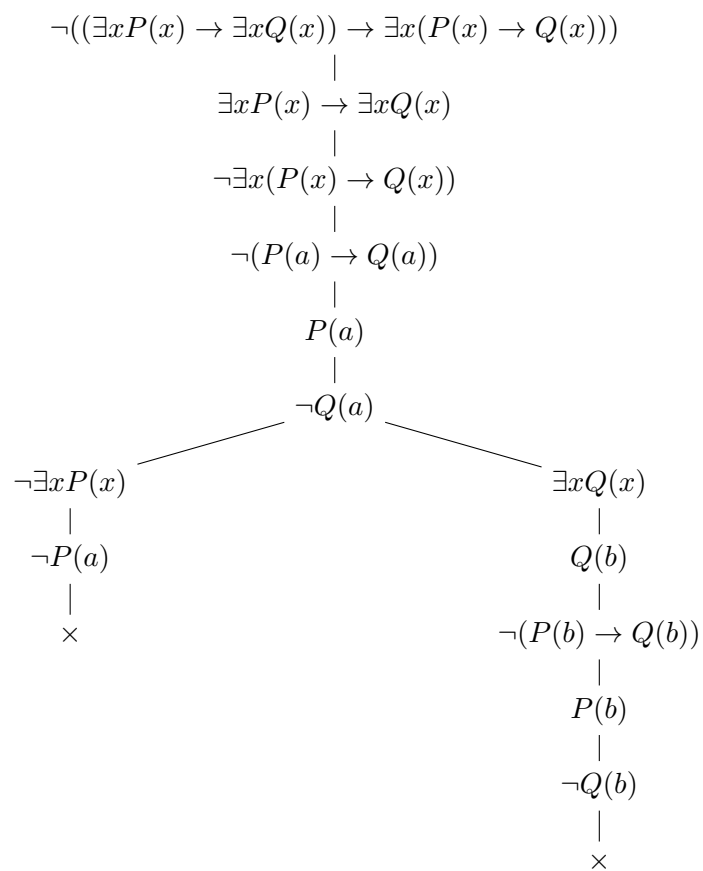 ¬((∃xP(x) → ∃xQ(x)) → ∃x(P(x) → Q(x)))
∃xP(x) → ∃xQ(x)
¬∃x(P(x) → Q(x))
¬(P(a) → Q(a))
P(a)
¬Q(a)
¬∃xP(x)
¬P(a)
×
∃xQ(x)
Q(b)
¬(P(b) → Q(b))
P(b)
¬Q(b)
×